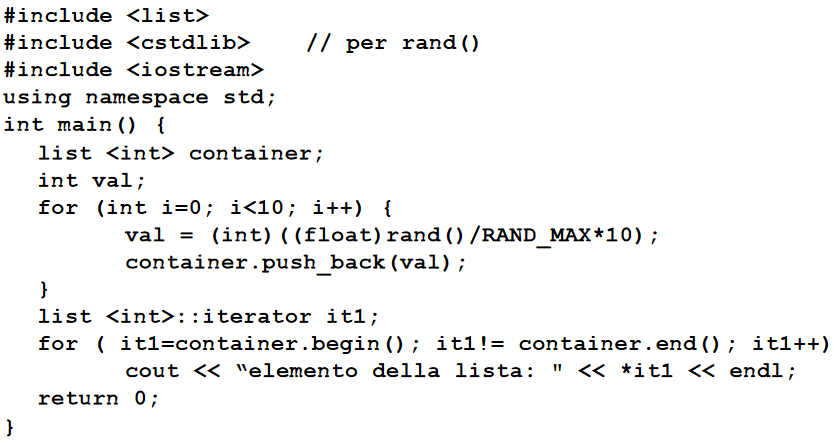 #include <list>
#include <cstdlib>    // per rand()
#include <iostream>
using namespace std;
int main() {
list <int> container;
int val;
for (int i=0; i<10; i++) {
val = (int)((float)rand()/RAND_MAX*10);
container.push_back(val);
}
list <int>::iterator it1;
for ( it1=container.begin(); it1!= container.end(); it1++)
cout << “elemento della lista: " << *it1 << endl;
return 0;
}